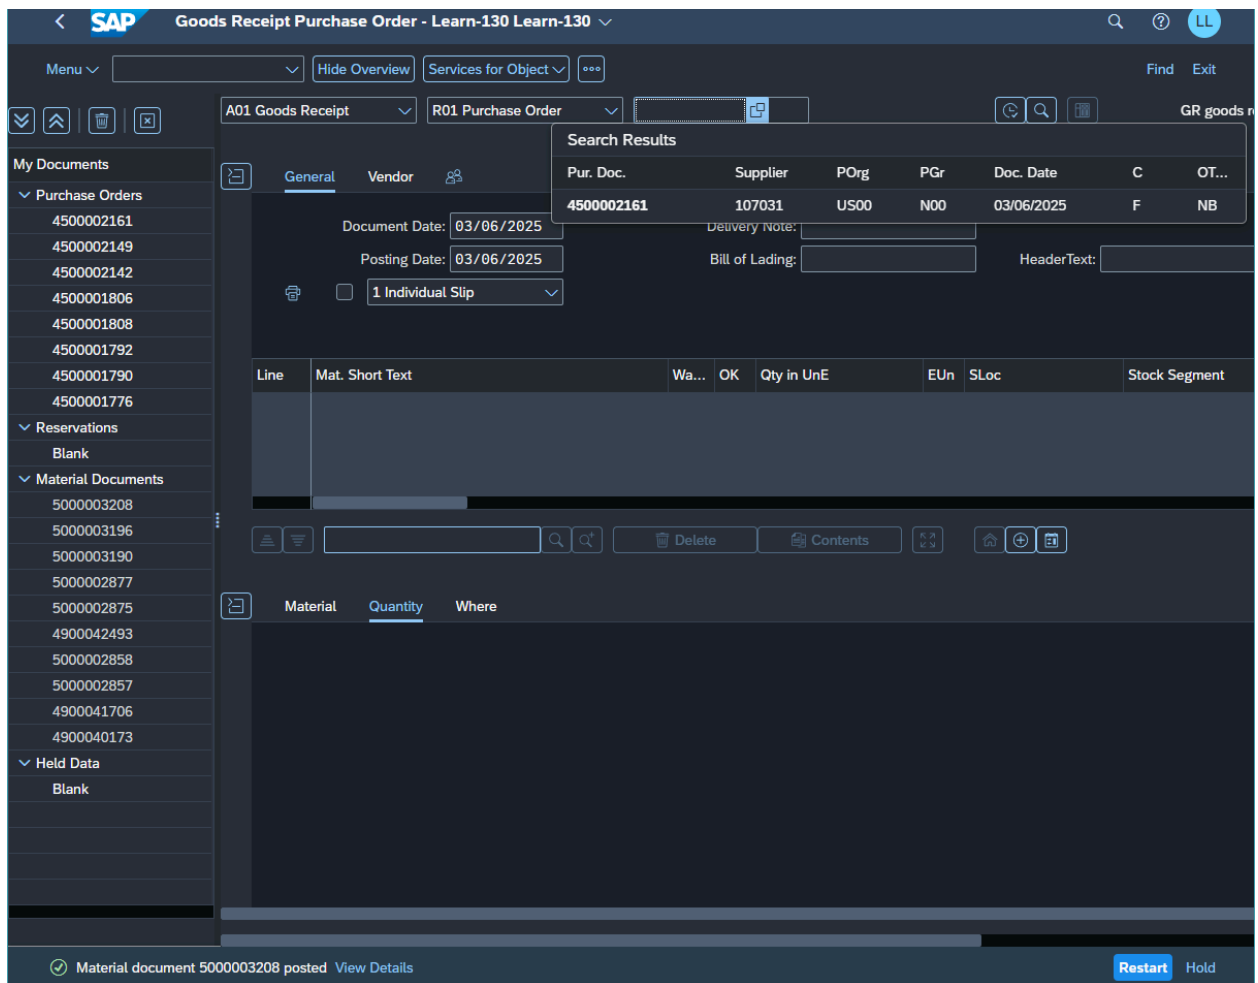 SAP Goods Receipt Purchase Order - Learn-130 Learn-130 LL
Menu Hide Overview Services for Object Find Exit
A01 Goods Receipt R01 Purchase Order GR goods r
Search Results
My Documents
General Vendor
Pur. Doc. Supplier POrg PGr Doc. Date C OT...
Purchase Orders
4500002161 107031 US00 N00 03/06/2025 F NB
4500002161
Document Date: 03/06/2025 Delivery Note:
4500002149
Posting Date: 03/06/2025 Bill of Lading: HeaderText:
4500002142
1 Individual Slip
4500001806
4500001808
4500001792
Line Mat. Short Text Wa... OK Qty in UnE EUn SLoc Stock Segment
4500001790
4500001776
Reservations
Blank
Material Documents
5000003208
5000003196
Delete Contents
5000003190
5000002877
5000002875
Material Quantity Where
4900042493
5000002858
5000002857
4900041706
4900040173
Held Data
Blank
Material document 5000003208 posted View Details Restart Hold